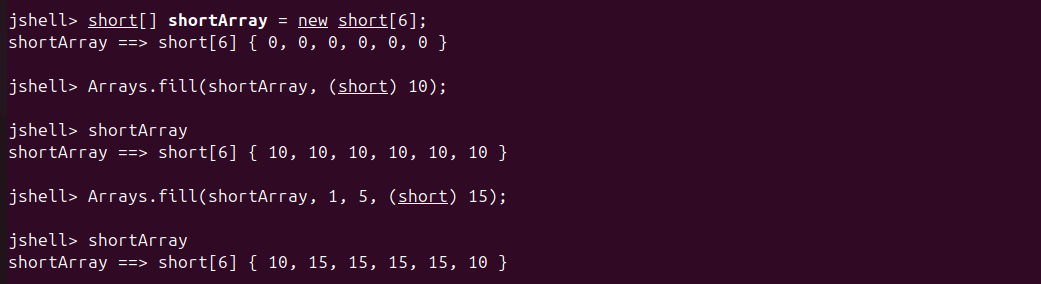 jshell> short[] shortArray = new short[6];
shortArray ==> short[6] { 0, 0, 0, 0, 0, 0 }
jshell> Arrays.fill(shortArray, (short) 10);
jshell> shortArray
shortArray ==> short[6] { 10, 10, 10, 10, 10, 10 }
jshell> Arrays.fill(shortArray, 1, 5, (short) 15);
jshell> shortArray
shortArray ==> short[6] { 10, 15, 15, 15, 15, 10 }